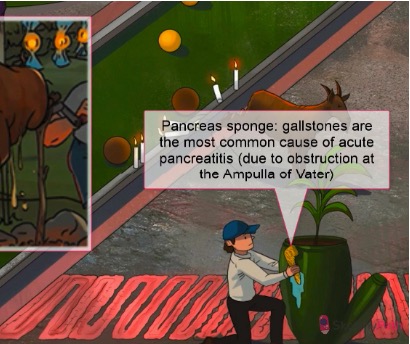 Pancreas sponge: gallstones are
the most common cause of acute
pancreatitis (due to obstruction at
the Ampulla of Vater)